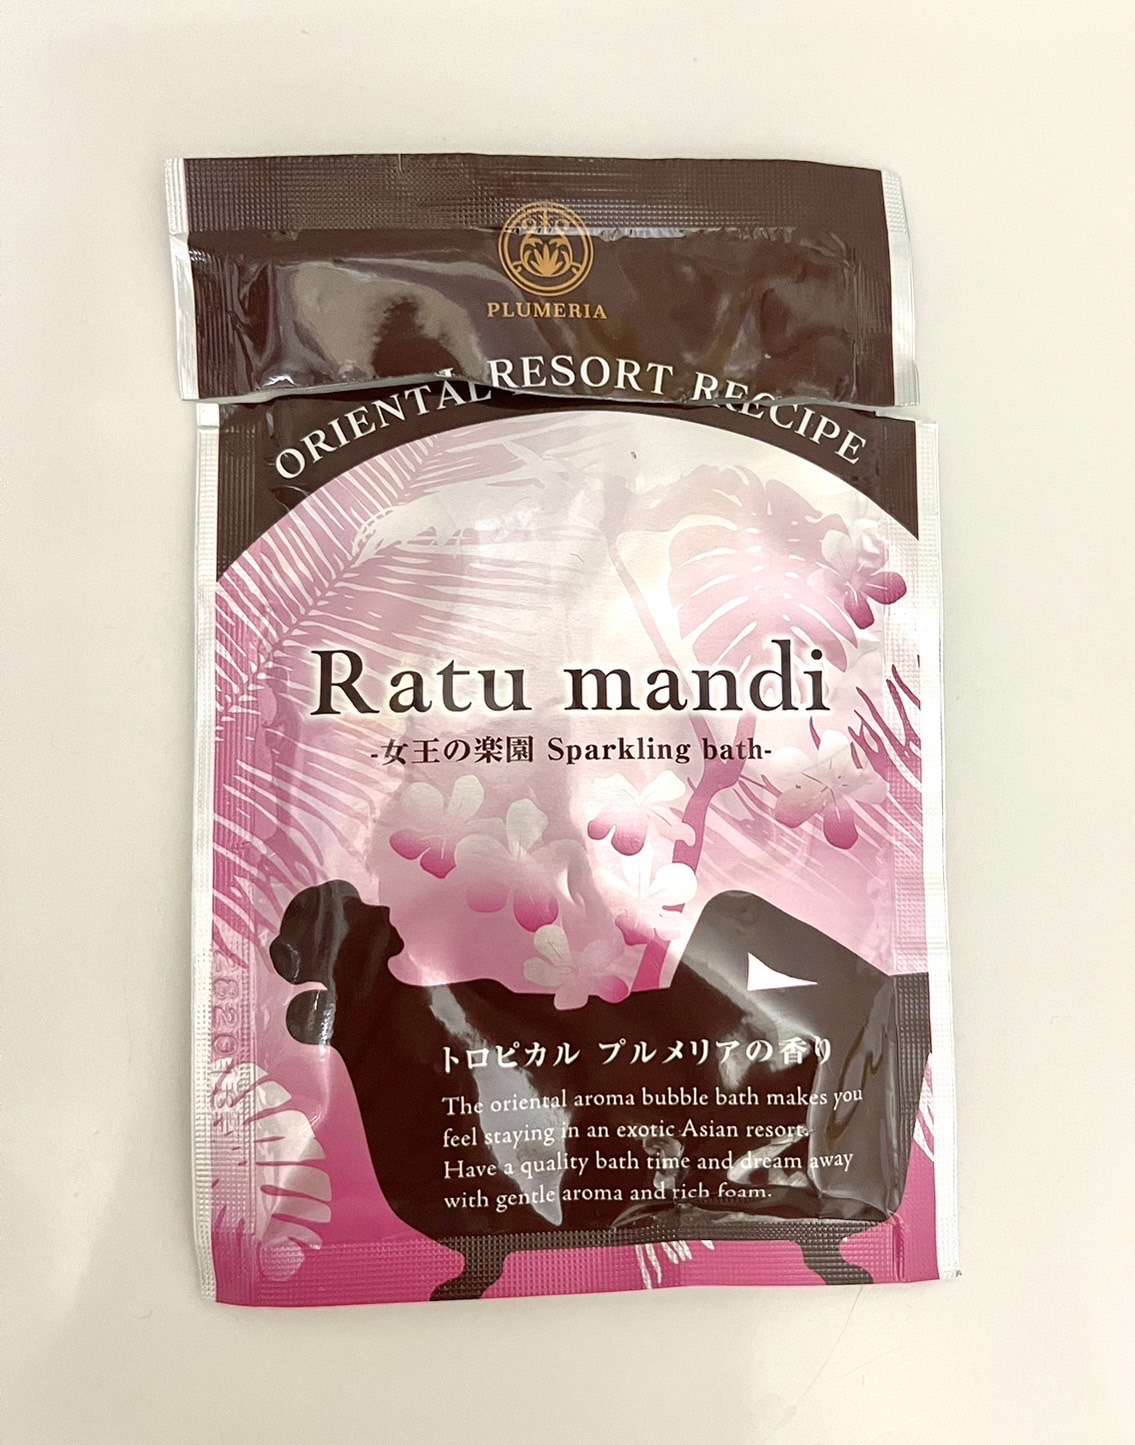 PLUMERIA
ORIENTAL RESORT RECIPE
Ratu mandi
-女王の楽園 Sparkling bath-
トロピカル プルメリアの香り
The oriental aroma bubble bath makes you
feel staying in an exotic Asian resort.
Have a quality bath time and dream away
with gentle aroma and rich foam.